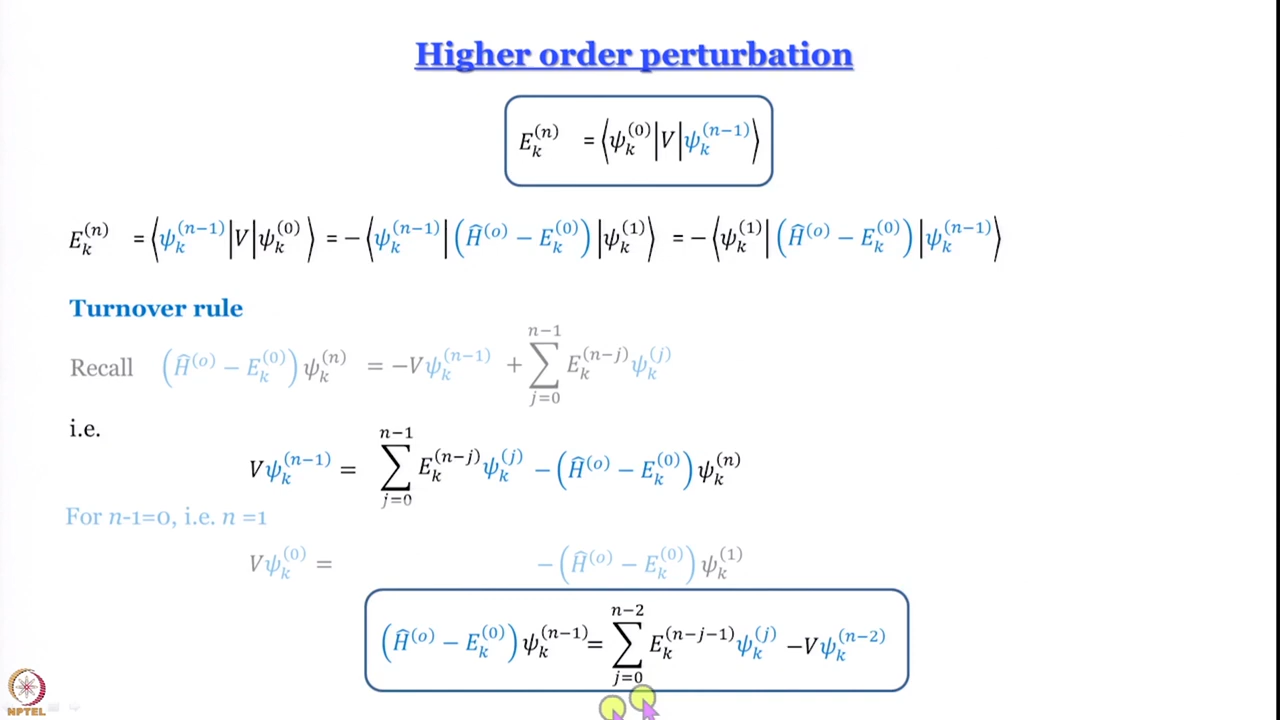 Higher order perturbation
E_k^{(n)} = ⟨ψ_k^{(0)}|V|ψ_k^{(n−1)}⟩
E_k^{(n)} = ⟨ψ_k^{(n−1)}|V|ψ_k^{(0)}⟩ = −⟨ψ_k^{(n−1)}|(Ĥ^{(o)} − E_k^{(0)})|ψ_k^{(1)}⟩ = −⟨ψ_k^{(1)}|(Ĥ^{(o)} − E_k^{(0)})|ψ_k^{(n−1)}⟩
Turnover rule
Recall (Ĥ^{(o)} − E_k^{(0)}) ψ_k^{(n)} = −Vψ_k^{(n−1)} + ∑_{j=0}^{n−1} E_k^{(n−j)} ψ_k^{(j)}
i.e.
Vψ_k^{(n−1)} = ∑_{j=0}^{n−1} E_k^{(n−j)} ψ_k^{(j)} − (Ĥ^{(o)} − E_k^{(0)}) ψ_k^{(n)}
For n-1=0, i.e. n =1
Vψ_k^{(0)} = − (Ĥ^{(o)} − E_k^{(0)}) ψ_k^{(1)}
(Ĥ^{(o)} − E_k^{(0)}) ψ_k^{(n−1)} = ∑_{j=0}^{n−2} E_k^{(n−j−1)} ψ_k^{(j)} −Vψ_k^{(n−2)}
NPTEL